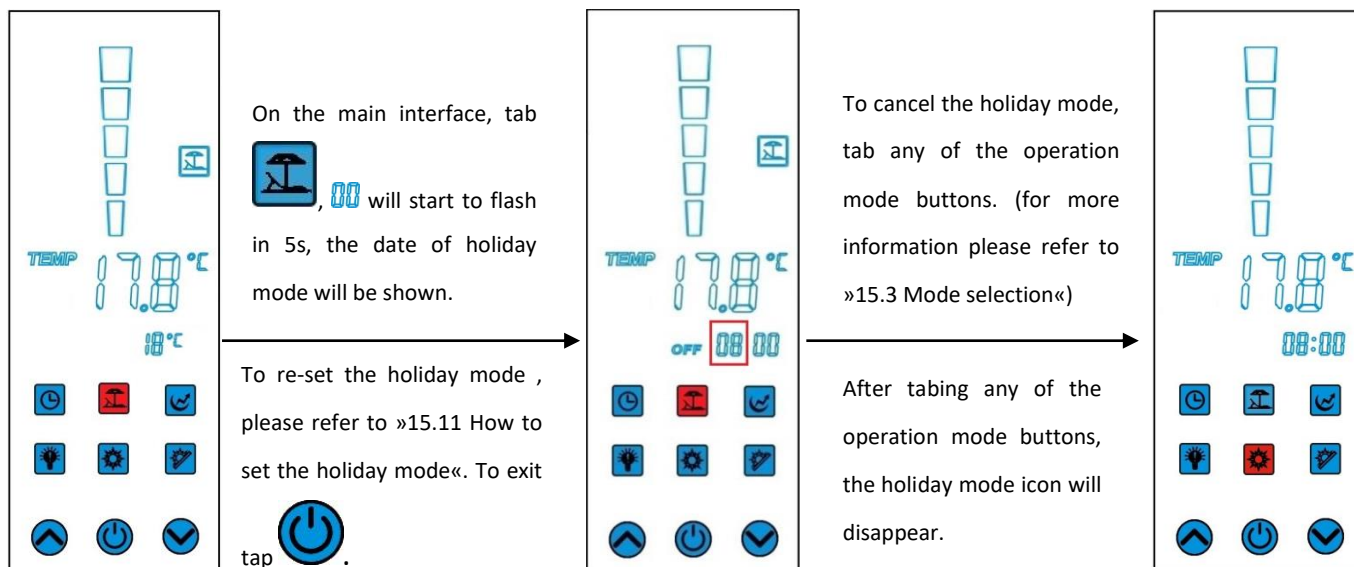 TEMP 17.8 °C
18°C
On the main interface, tab
, 00 will start to flash
in 5s, the date of holiday
mode will be shown.
To re-set the holiday mode ,
please refer to »15.11 How to
set the holiday mode«. To exit
tap .
TEMP 17.8 °C
OFF 08 00
To cancel the holiday mode,
tab any of the operation
mode buttons. (for more
information please refer to
»15.3 Mode selection«)
After tabing any of the
operation mode buttons,
the holiday mode icon will
disappear.
TEMP 17.8 °C
08:00